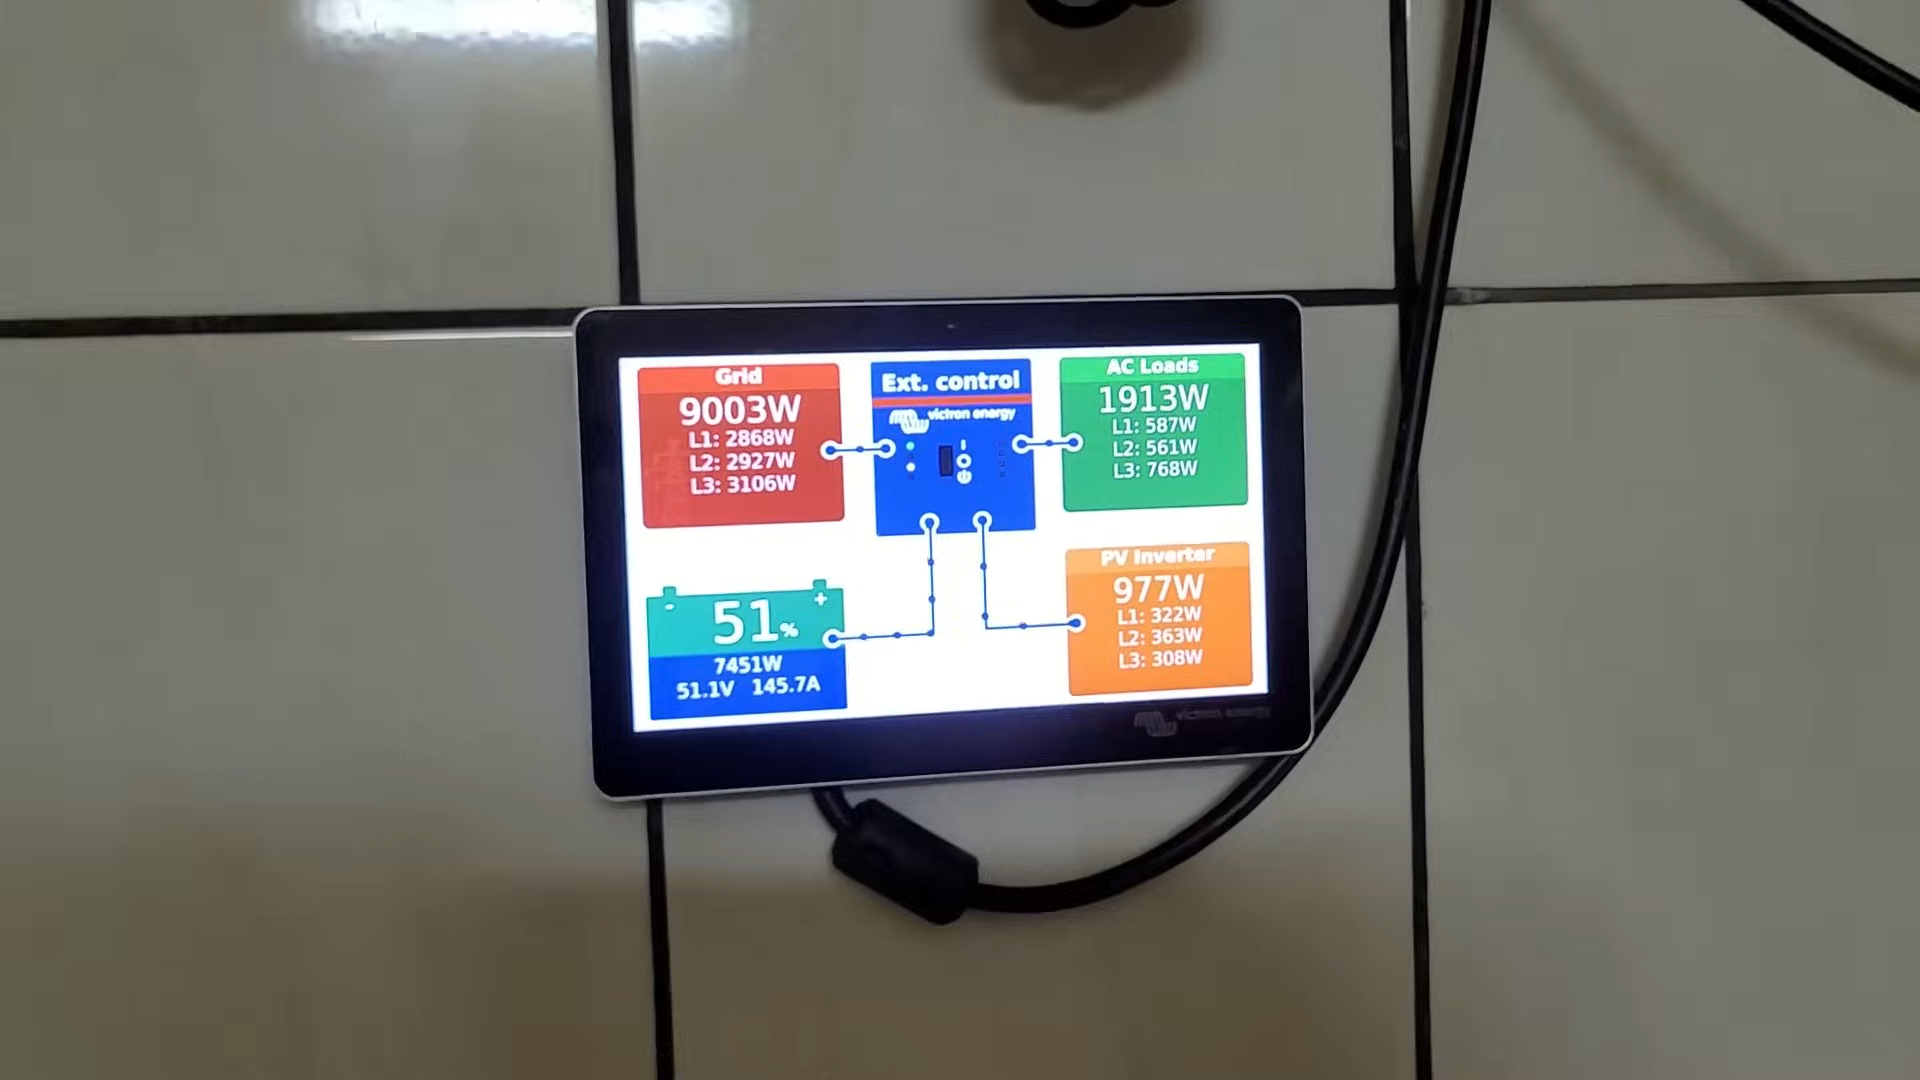 Grid
9003W
L1: 2868W
L2: 2927W
L3: 3106W
Ext. control
victron energy
AC Loads
1913W
L1: 587W
L2: 561W
L3: 768W
- 51% +
7451W
51.1V 145.7A
PV Inverter
977W
L1: 322W
L2: 363W
L3: 308W
victron energy